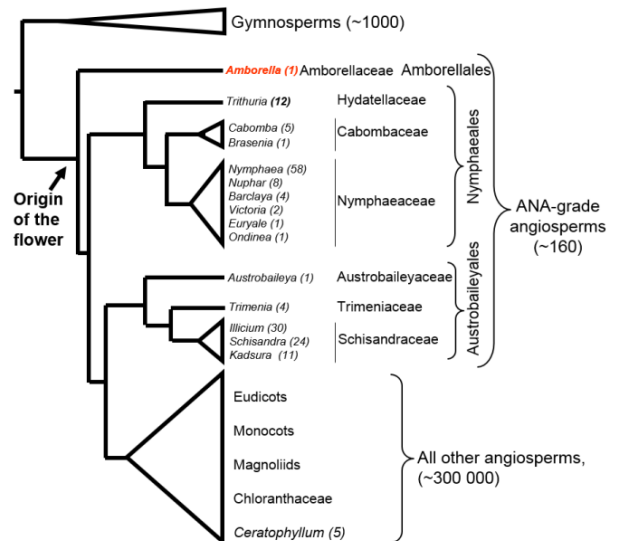 Gymnosperms (~1000)
Amborella (1) Amborellaceae Amborellales
Trithuria (12) Hydatellaceae
Cabomba (5)
Brasenia (1)
Cabombaceae
Nymphaea (58)
Nuphar (8)
Barclaya (4)
Victoria (2)
Euryale (1)
Ondinea (1)
Nymphaeaceae
Nymphaeales
Origin
of the
flower
Austrobaileya (1) Austrobaileyaceae
Trimenia (4) Trimeniaceae
Illicium (30)
Schisandra (24)
Kadsura (11)
Schisandraceae
Austrobaileyales
ANA-grade
angiosperms
(~160)
Eudicots
Monocots
Magnoliids
Chloranthaceae
Ceratophyllum (5)
All other angiosperms,
(~300 000)